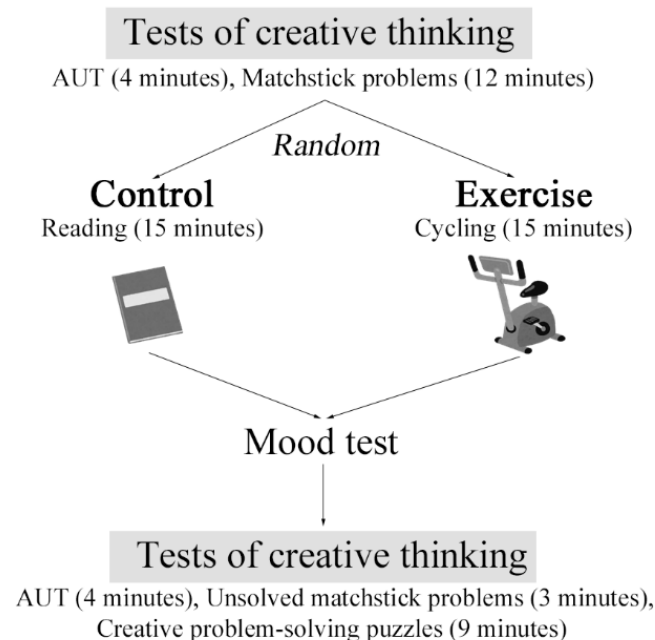 Tests of creative thinking
AUT (4 minutes), Matchstick problems (12 minutes)
Random
Control
Reading (15 minutes)
Exercise
Cycling (15 minutes)
Mood test
Tests of creative thinking
AUT (4 minutes), Unsolved matchstick problems (3 minutes),
Creative problem-solving puzzles (9 minutes)